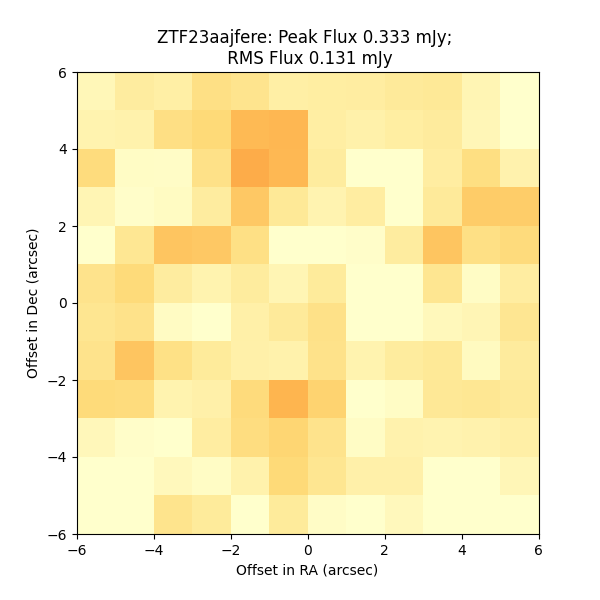 ZTF23aajfere: Peak Flux 0.333 mJy;
RMS Flux 0.131 mJy
6
4
2
0
−2
−4
−6
Offset in Dec (arcsec)
−6 −4 −2 0 2 4 6
Offset in RA (arcsec)